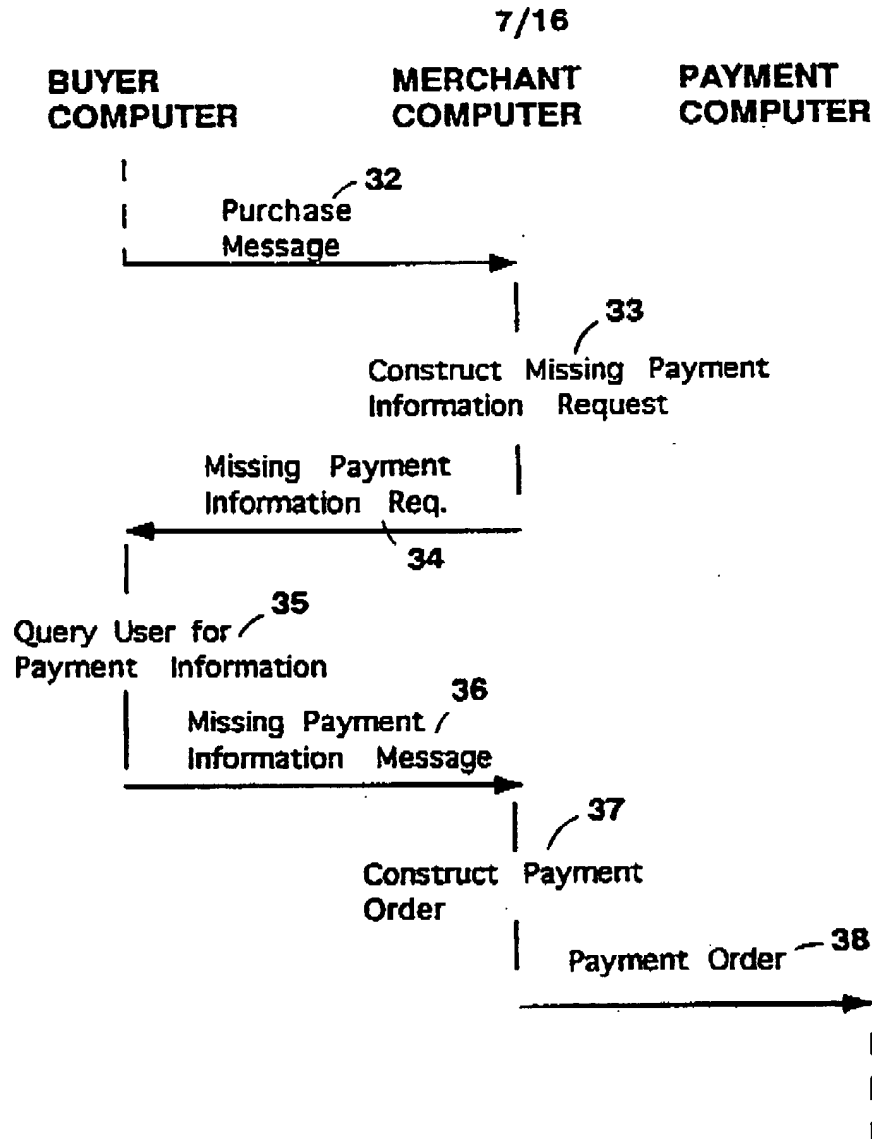 7/16
BUYER COMPUTER
MERCHANT COMPUTER
PAYMENT COMPUTER
32
Purchase
Message
33
Construct Missing Payment
Information Request
Missing Payment
Information Req.
34
35
Query User for
Payment Information
36
Missing Payment
Information Message
37
Construct Payment
Order
Payment Order
38